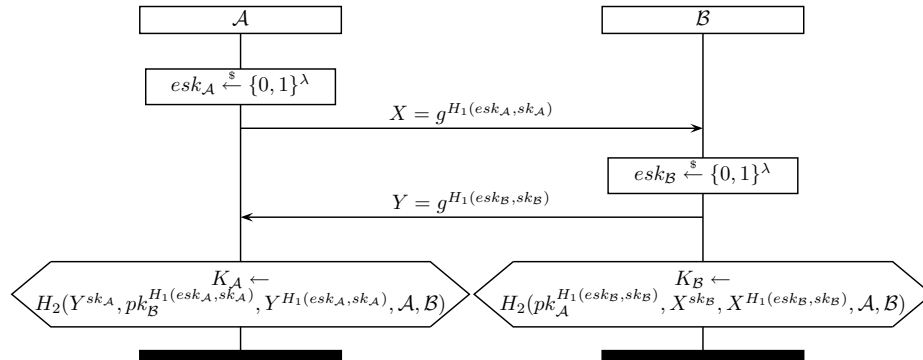 𝒜 ℬ
esk_𝒜 ←$ {0, 1}^λ
X = g^{H_1(esk_𝒜, sk_𝒜)}
esk_ℬ ←$ {0, 1}^λ
Y = g^{H_1(esk_ℬ, sk_ℬ)}
K_𝒜 ←
H_2(Y^{sk_𝒜}, pk_ℬ^{H_1(esk_𝒜, sk_𝒜)}, Y^{H_1(esk_𝒜, sk_𝒜)}, 𝒜, ℬ)
K_ℬ ←
H_2(pk_𝒜^{H_1(esk_ℬ, sk_ℬ)}, X^{sk_ℬ}, X^{H_1(esk_ℬ, sk_ℬ)}, 𝒜, ℬ)